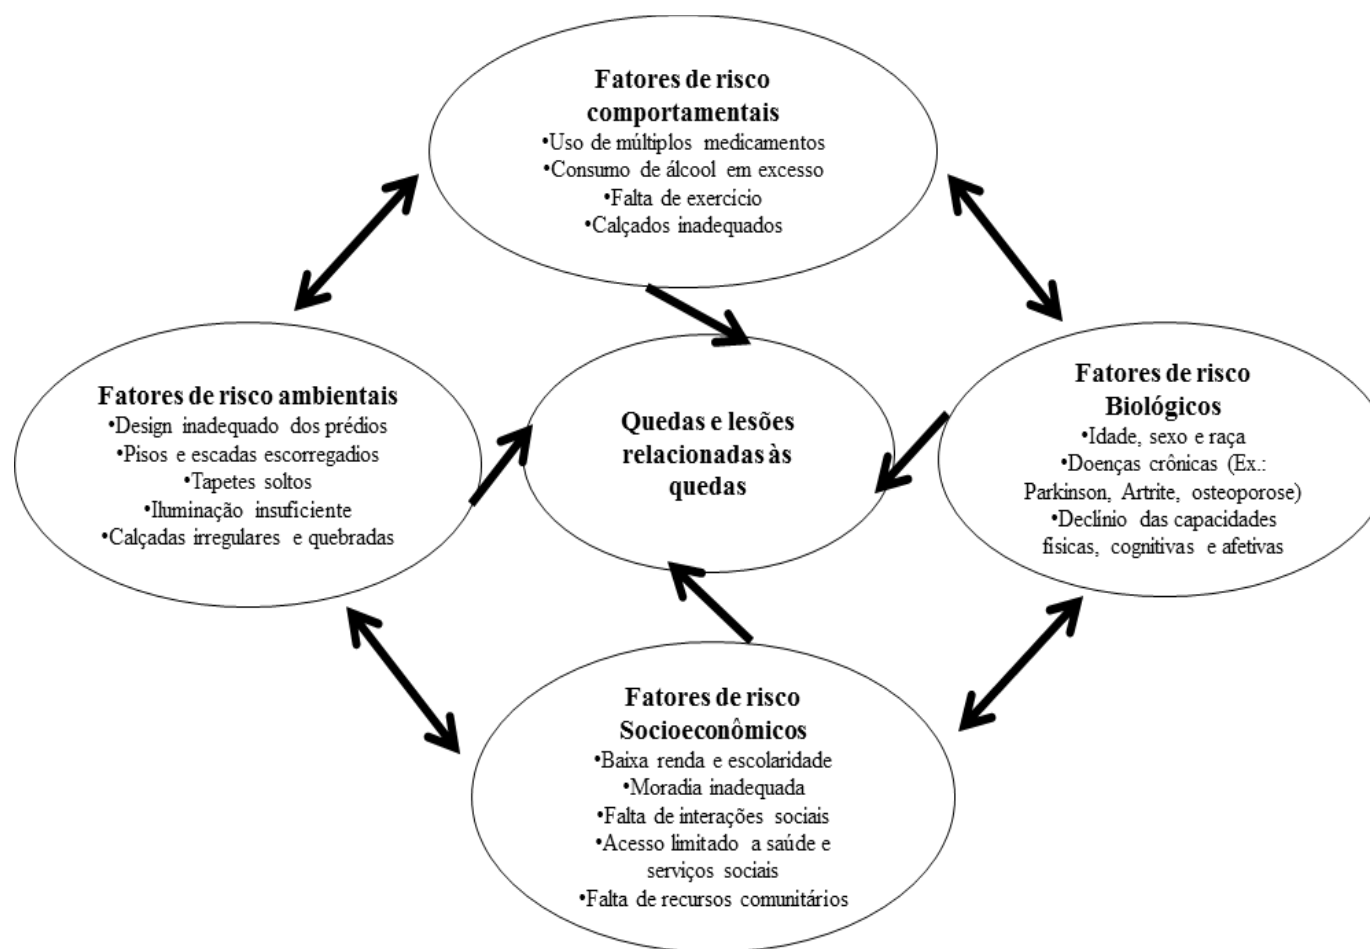 Fatores de risco
comportamentais
•Uso de múltiplos medicamentos
•Consumo de álcool em excesso
•Falta de exercício
•Calçados inadequados
Fatores de risco ambientais
•Design inadequado dos prédios
•Pisos e escadas escorregadios
•Tapetes soltos
•Iluminação insuficiente
•Calçadas irregulares e quebradas
Quedas e lesões
relacionadas às
quedas
Fatores de risco
Biológicos
•Idade, sexo e raça
•Doenças crônicas (Ex.:
Parkinson, Artrite, osteoporose)
•Declínio das capacidades
físicas, cognitivas e afetivas
Fatores de risco
Socioeconômicos
•Baixa renda e escolaridade
•Moradia inadequada
•Falta de interações sociais
•Acesso limitado a saúde e
serviços sociais
•Falta de recursos comunitários